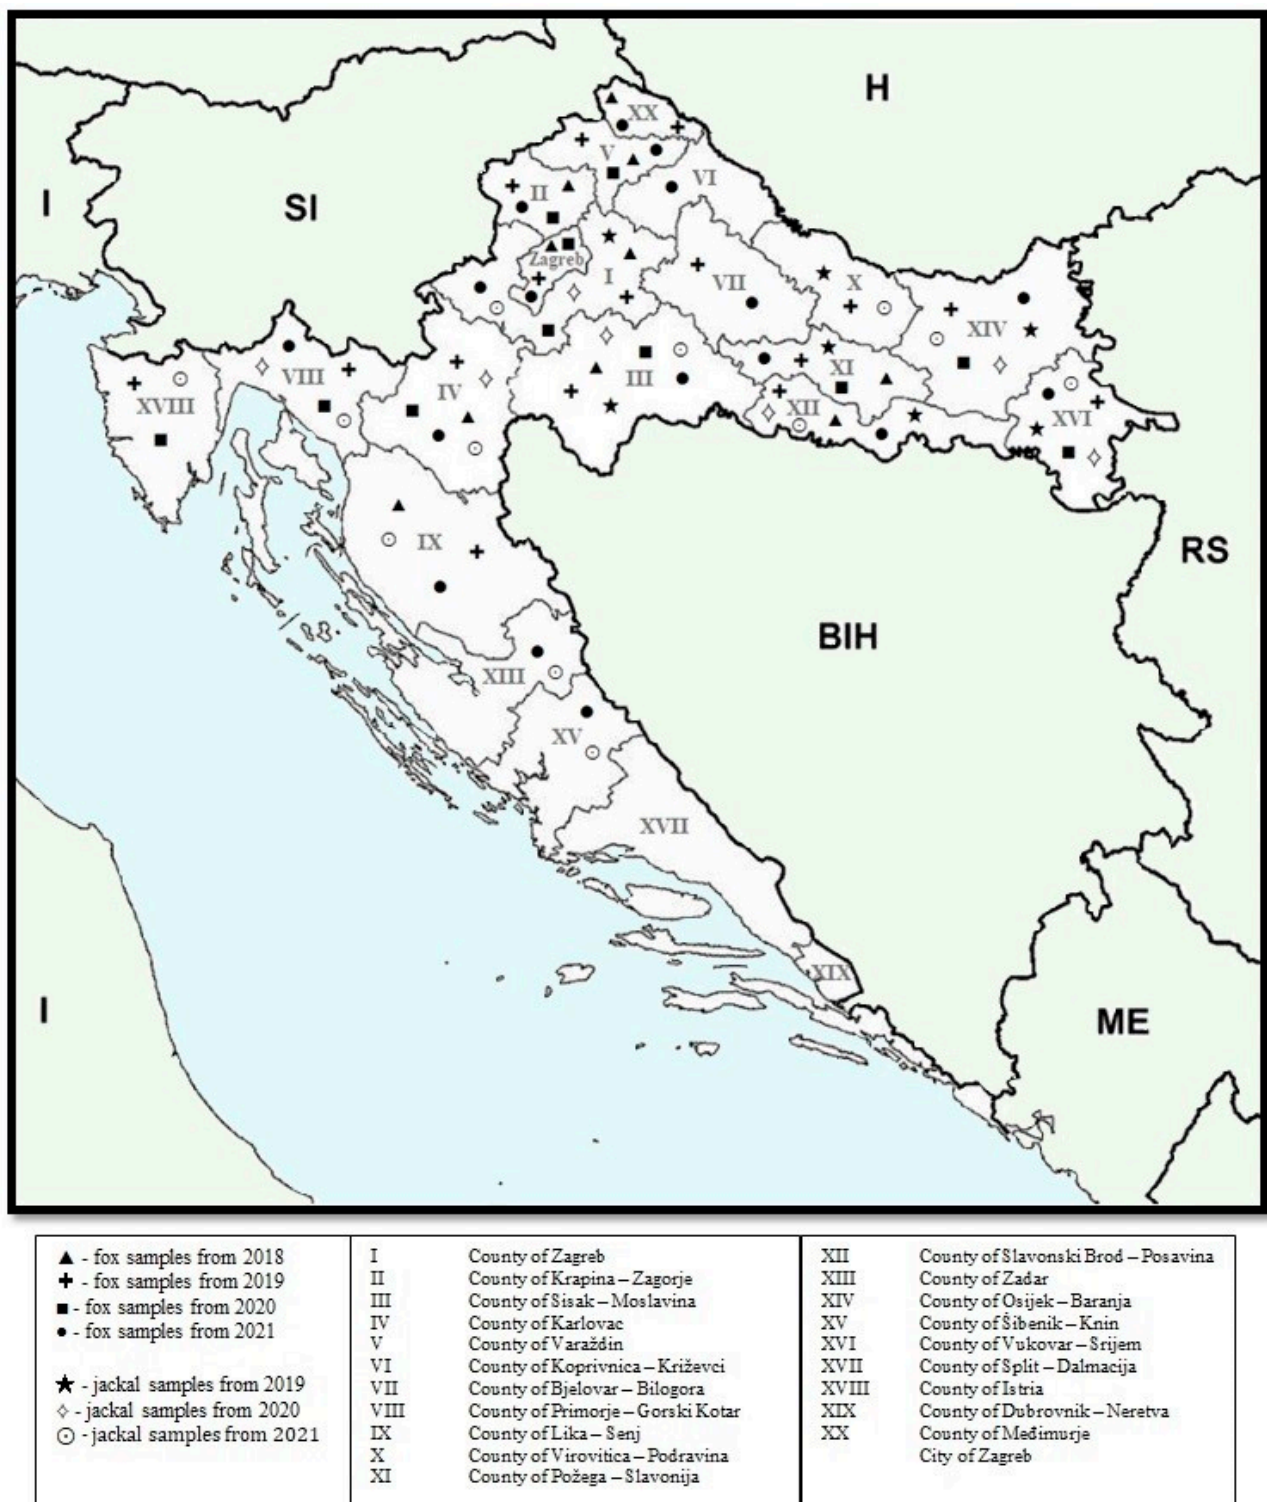 H
XX
V
I
SI
II
VI
Zagreb
I
VII
X
XIV
VIII
IV
III
XI
XII
XVIII
XVI
IX
RS
BIH
XIII
XV
XVII
XIX
I
ME
▲ - fox samples from 2018
✚ - fox samples from 2019
■ - fox samples from 2020
● - fox samples from 2021
★ - jackal samples from 2019
◇ - jackal samples from 2020
⊙ - jackal samples from 2021
I County of Zagreb
II County of Krapina – Zagorje
III County of Sisak – Moslavina
IV County of Karlovac
V County of Varaždin
VI County of Koprivnica – Križevci
VII County of Bjelovar – Bilogora
VIII County of Primorje – Gorski Kotar
IX County of Lika – Senj
X County of Virovitica – Podravina
XI County of Požega – Slavonija
XII County of Slavonski Brod – Posavina
XIII County of Zadar
XIV County of Osijek – Baranja
XV County of Šibenik – Knin
XVI County of Vukovar – Srijem
XVII County of Split – Dalmacija
XVIII County of Istria
XIX County of Dubrovnik – Neretva
XX County of Međimurje
City of Zagreb